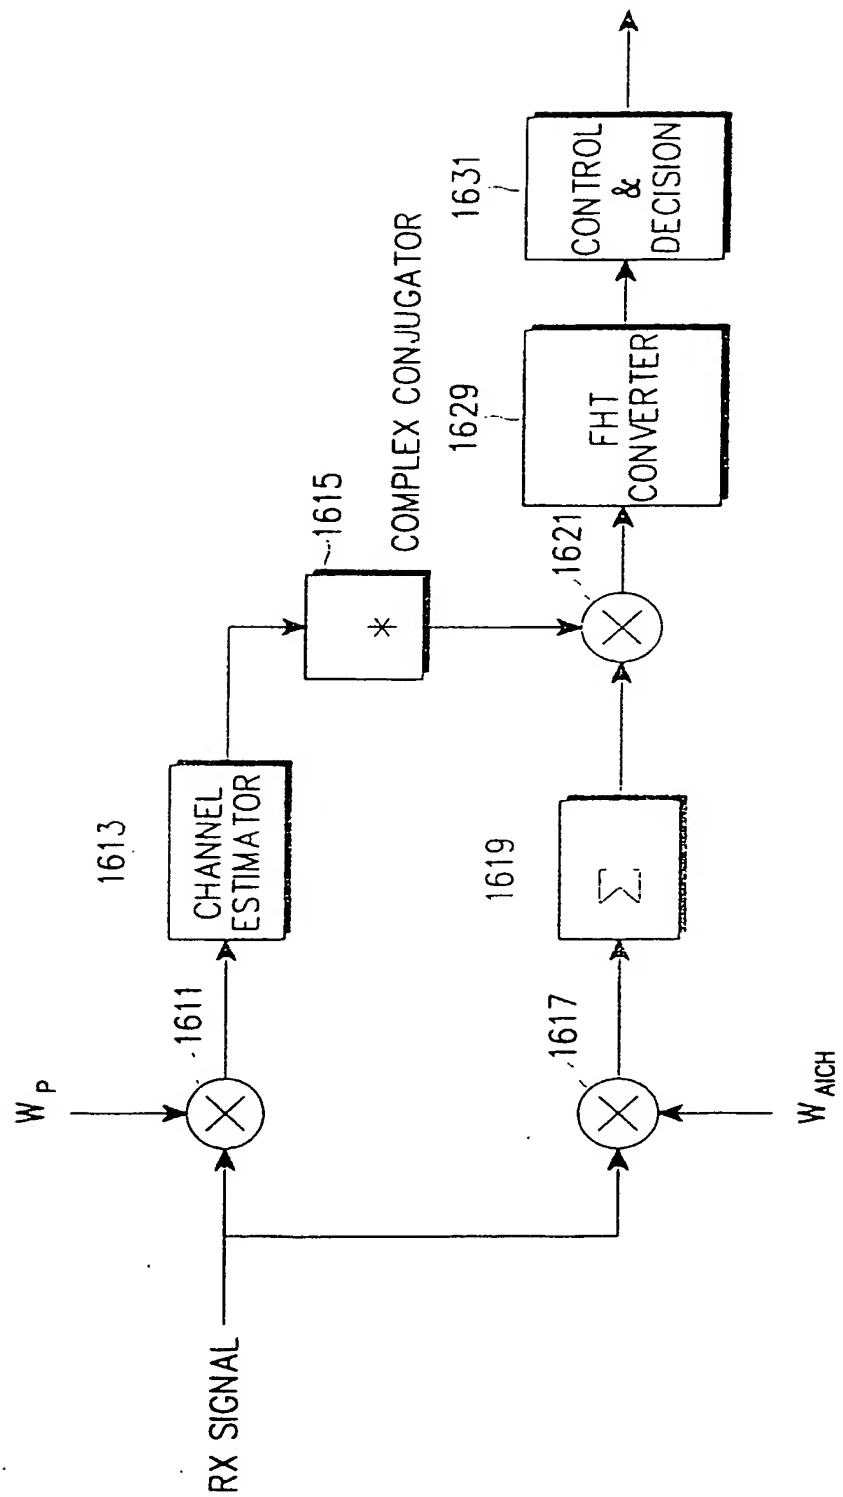 RX SIGNAL
W_P
1611
1613
CHANNEL
ESTIMATOR
1615
*
COMPLEX CONJUGATOR
W_AICH
1617
1619
Σ
1621
1629
FHT
CONVERTER
1631
CONTROL
&
DECISION